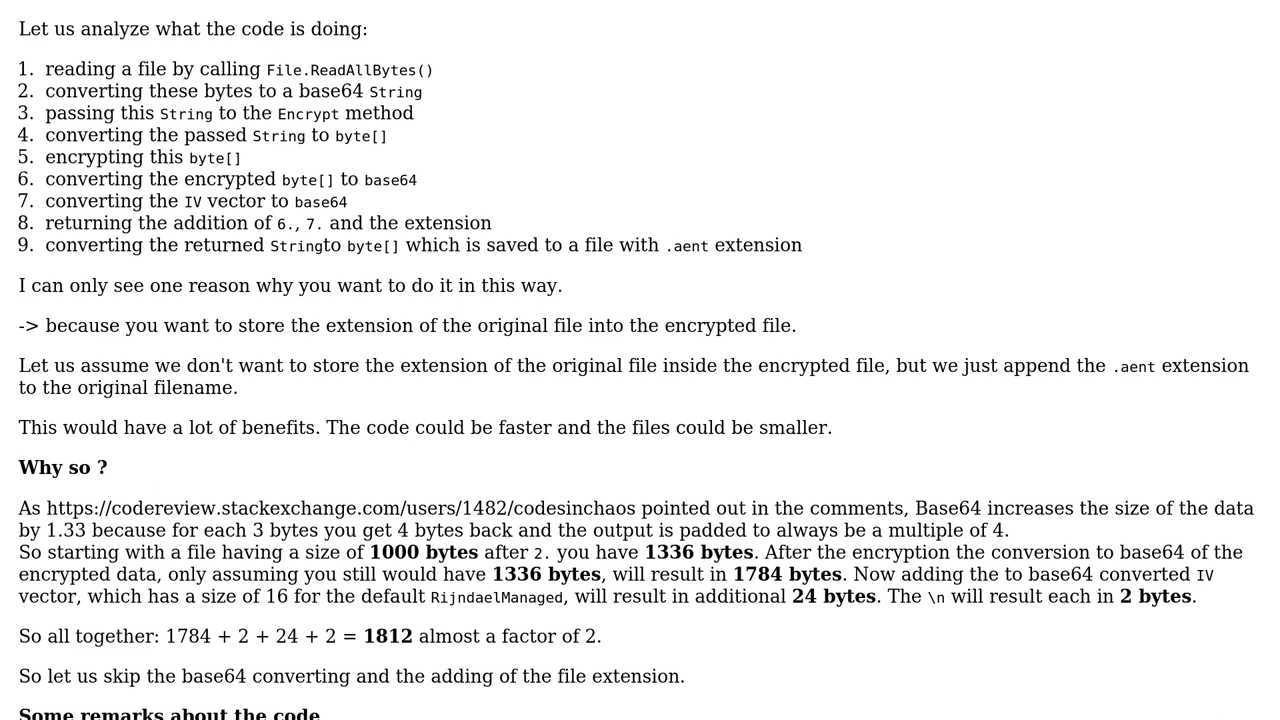 Let us analyze what the code is doing:
1. reading a file by calling File.ReadAllBytes()
2. converting these bytes to a base64 String
3. passing this String to the Encrypt method
4. converting the passed String to byte[]
5. encrypting this byte[]
6. converting the encrypted byte[] to base64
7. converting the IV vector to base64
8. returning the addition of 6., 7. and the extension
9. converting the returned Stringto byte[] which is saved to a file with .aent extension
I can only see one reason why you want to do it in this way.
-> because you want to store the extension of the original file into the encrypted file.
Let us assume we don't want to store the extension of the original file inside the encrypted file, but we just append the .aent extension
to the original filename.
This would have a lot of benefits. The code could be faster and the files could be smaller.
Why so ?
As https://codereview.stackexchange.com/users/1482/codesinchaos pointed out in the comments, Base64 increases the size of the data
by 1.33 because for each 3 bytes you get 4 bytes back and the output is padded to always be a multiple of 4.
So starting with a file having a size of 1000 bytes after 2. you have 1336 bytes. After the encryption the conversion to base64 of the
encrypted data, only assuming you still would have 1336 bytes, will result in 1784 bytes. Now adding the to base64 converted IV
vector, which has a size of 16 for the default RijndaelManaged, will result in additional 24 bytes. The \n will result each in 2 bytes.
So all together: 1784 + 2 + 24 + 2 = 1812 almost a factor of 2.
So let us skip the base64 converting and the adding of the file extension.
Some remarks about the code